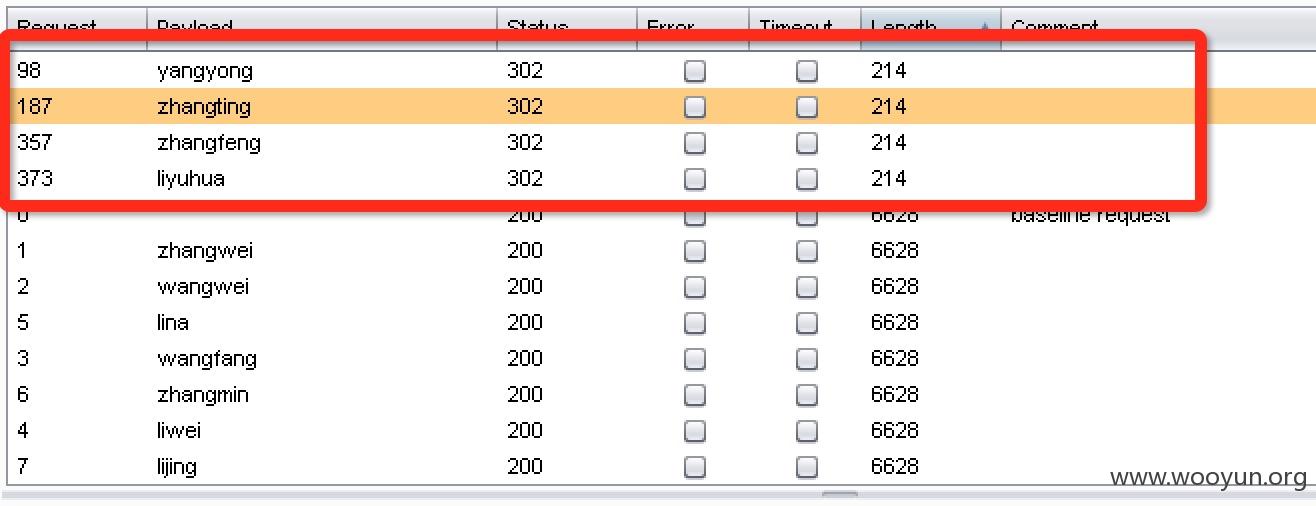 Request Payload Status Error Timeout Length Comment
98 yangyong 302 214
187 zhangting 302 214
357 zhangfeng 302 214
373 liyuhua 302 214
0 200 6628 baseline request
1 zhangwei 200 6628
2 wangwei 200 6628
5 lina 200 6628
3 wangfang 200 6628
6 zhangmin 200 6628
4 liwei 200 6628
7 lijing 200 6628
www.wooyun.org